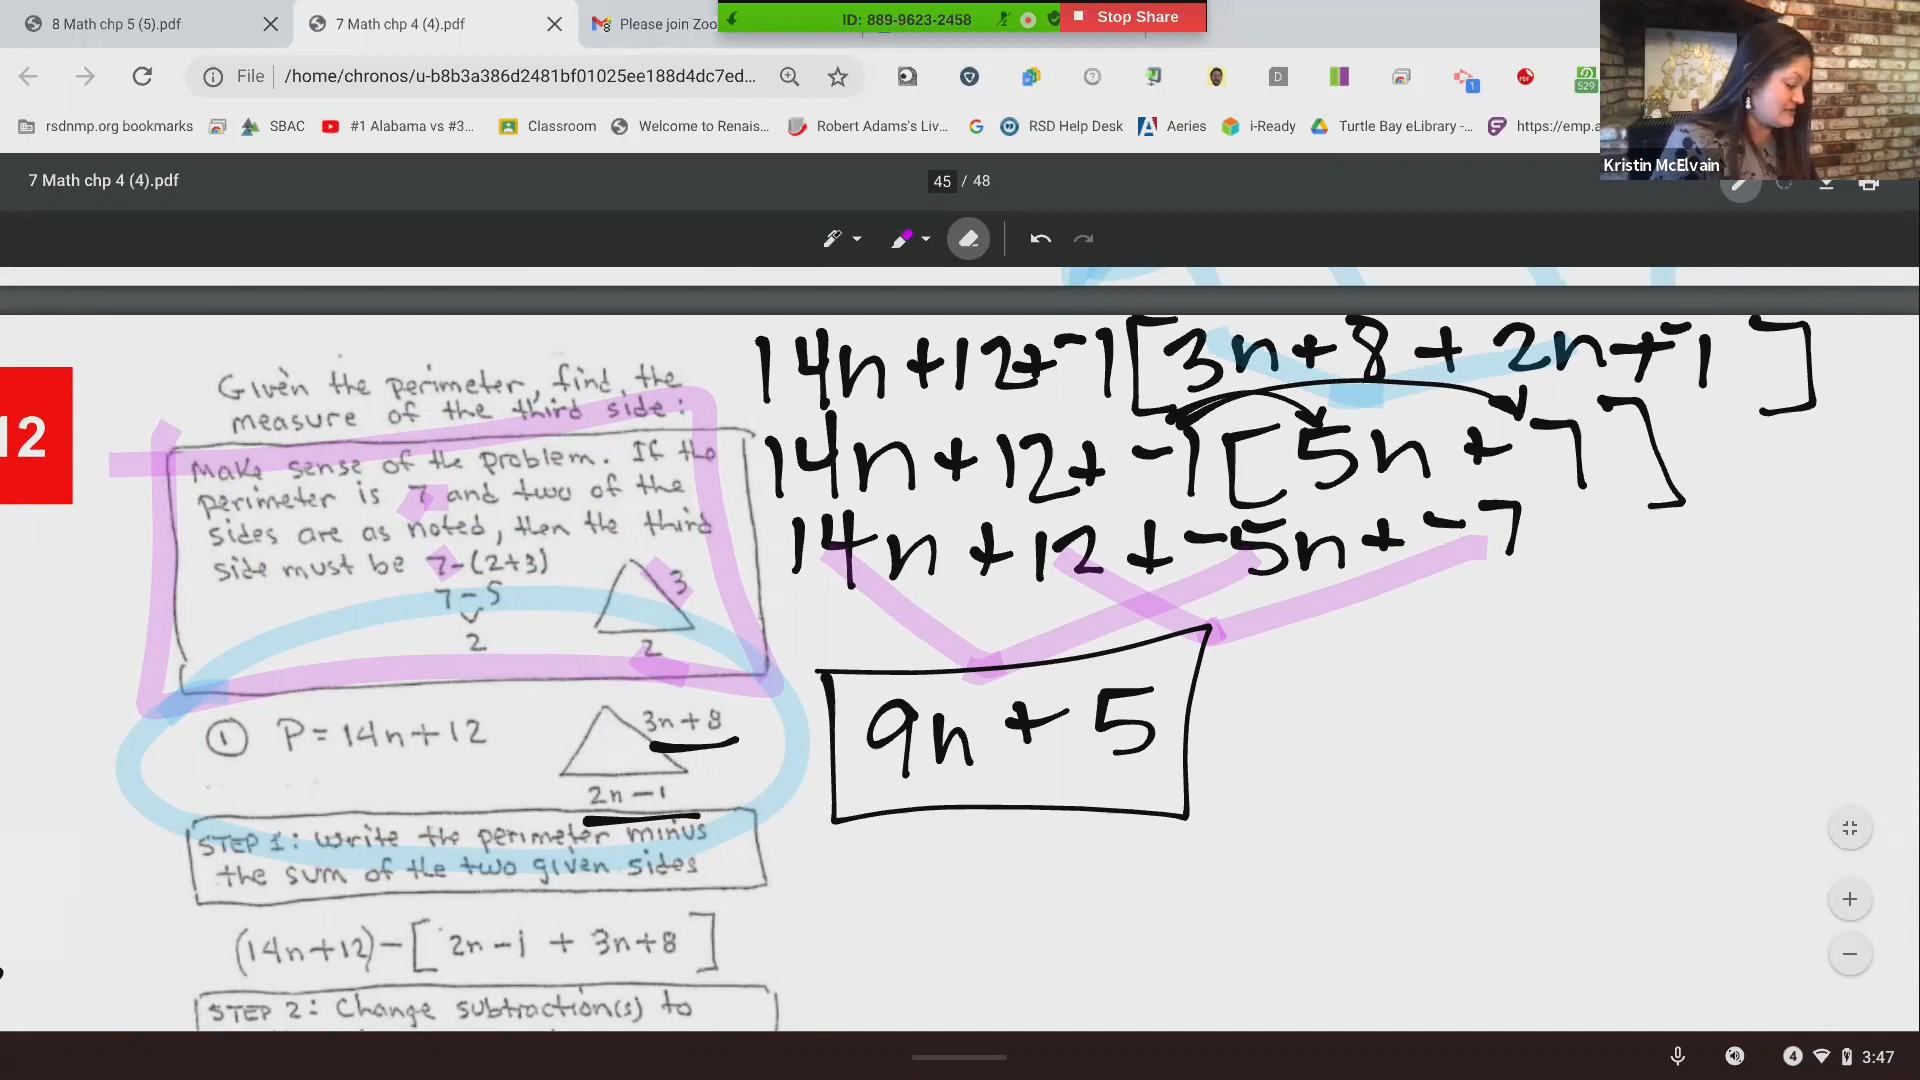 8 Math chp 5 (5).pdf
7 Math chp 4 (4).pdf
Please join Zoo
ID: 889-9623-2458
Stop Share
File
/home/chronos/u-b8b3a386d2481bf01025ee188d4dc7ed...
D
1
529
rsdnmp.org bookmarks
SBAC
#1 Alabama vs #3...
Classroom
Welcome to Renais...
Robert Adams's Liv...
RSD Help Desk
Aeries
i-Ready
Turtle Bay eLibrary -...
https://emp.a
Kristin McElvain
7 Math chp 4 (4).pdf
45 / 48
12
Given the perimeter, find the
measure of the third side:
Make sense of the problem. If the
perimeter is 7 and two of the
sides are as noted, then the third
side must be 7-(2+3)
7-5
2
3
2
① P=14n+12
3n+8
2n-1
STEP 1: Write the perimeter minus
the sum of the two given sides
(14n+12)-[2n-1 + 3n+8]
STEP 2: Change subtraction(s) to
14n+12+-1[3n+8+2n+-1]
14n+12+-1[5n+7]
14n+12+-5n+-7
9n+5
4
3:47